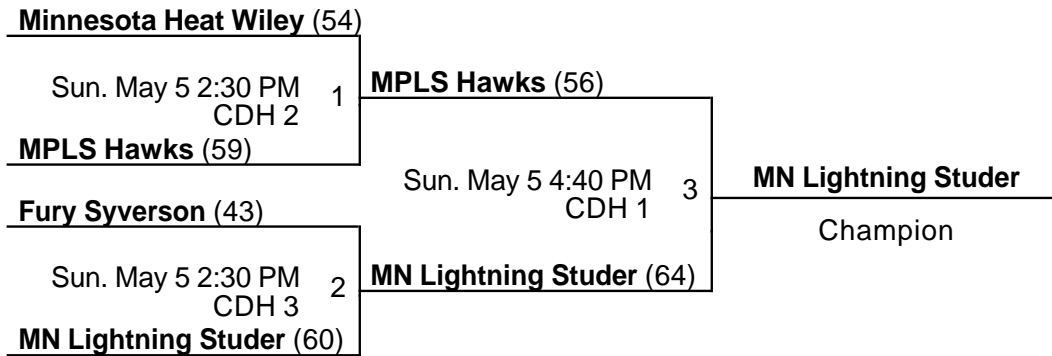 Minnesota Heat Wiley (54)
Sun. May 5 2:30 PM
CDH 2
1
MPLS Hawks (59)
MPLS Hawks (56)
Fury Syverson (43)
Sun. May 5 2:30 PM
CDH 3
2
MN Lightning Studer (60)
Sun. May 5 4:40 PM
CDH 1
3
MN Lightning Studer (64)
MN Lightning Studer
Champion